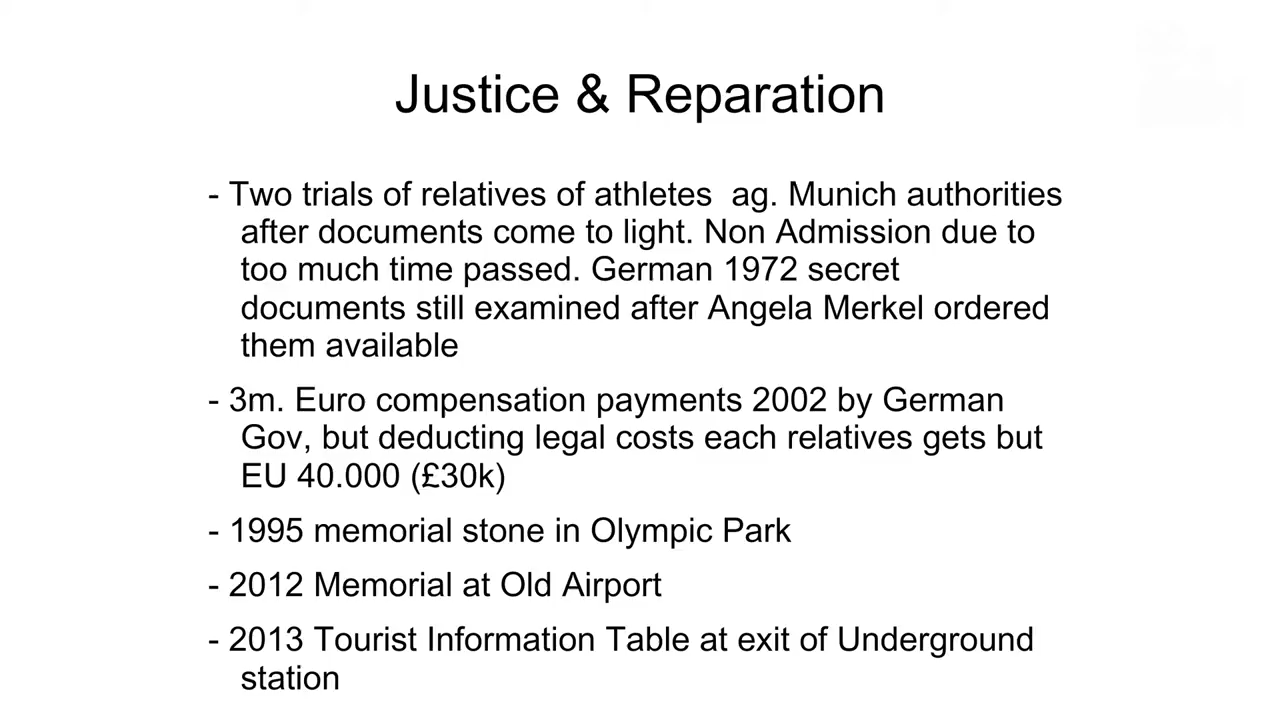 Justice & Reparation
- Two trials of relatives of athletes ag. Munich authorities
after documents come to light. Non Admission due to
too much time passed. German 1972 secret
documents still examined after Angela Merkel ordered
them available
- 3m. Euro compensation payments 2002 by German
Gov, but deducting legal costs each relatives gets but
EU 40.000 (£30k)
- 1995 memorial stone in Olympic Park
- 2012 Memorial at Old Airport
- 2013 Tourist Information Table at exit of Underground
station